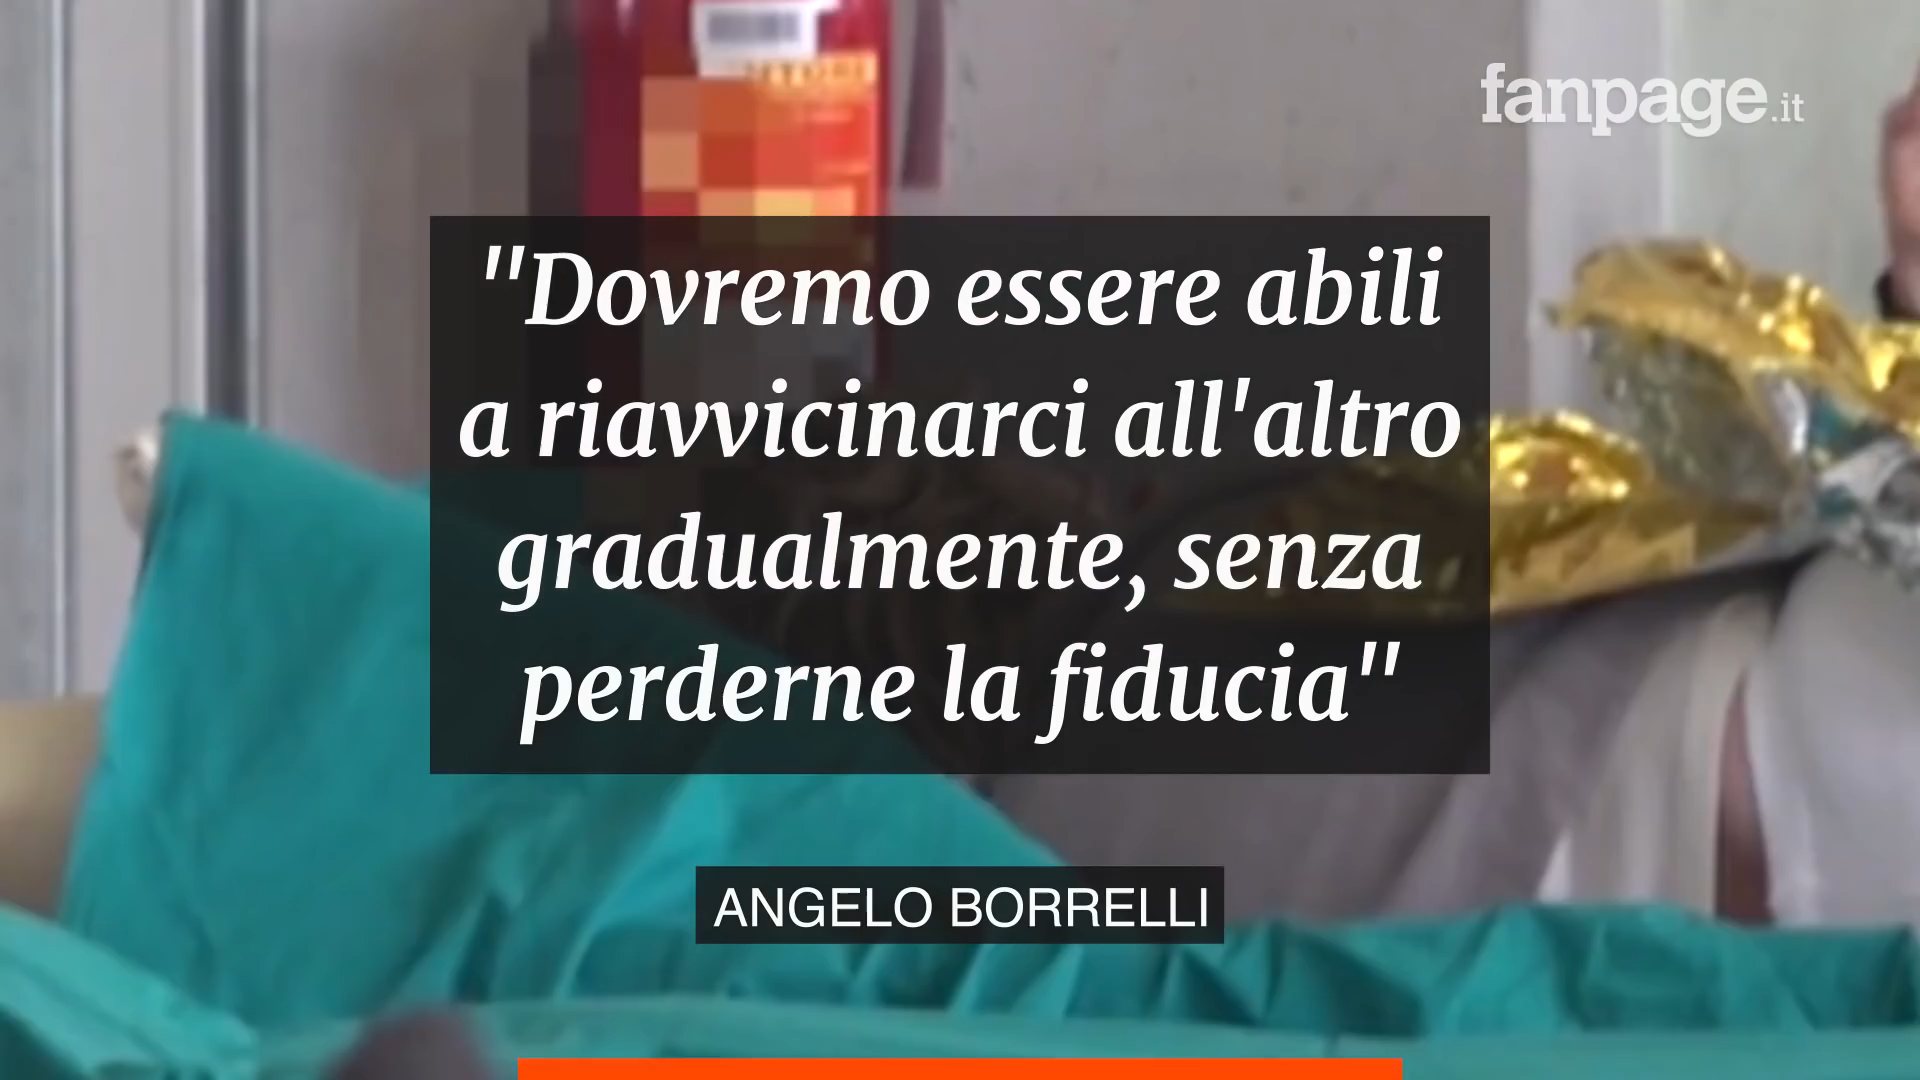 fanpage.it
"Dovremo essere abili
a riavvicinarci all'altro
gradualmente, senza
perderne la fiducia"
ANGELO BORRELLI